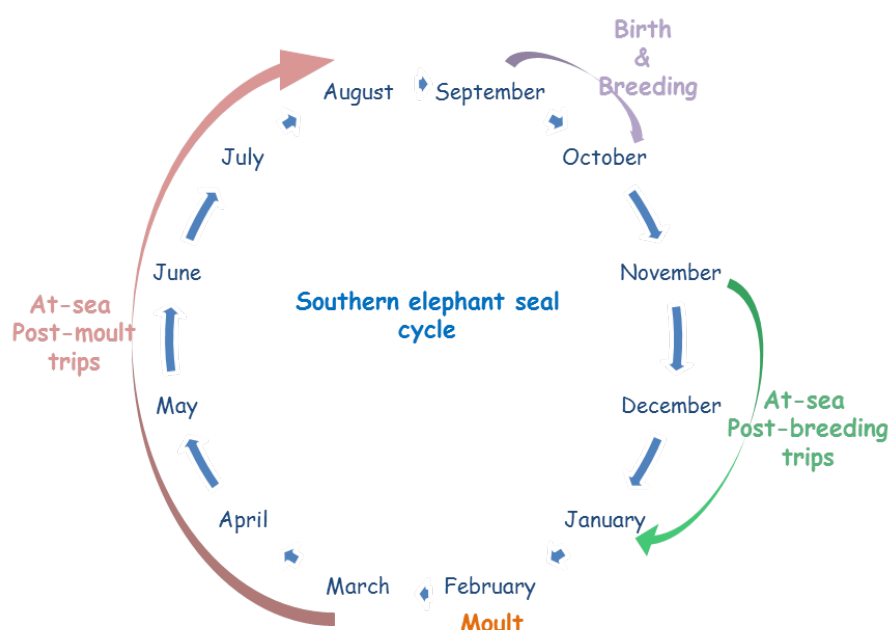 Birth
&
Breeding
August
September
July
October
June
November
Southern elephant seal
cycle
At-sea
Post-moult
trips
May
December
At-sea
Post-breeding
trips
April
January
March
February
Moult